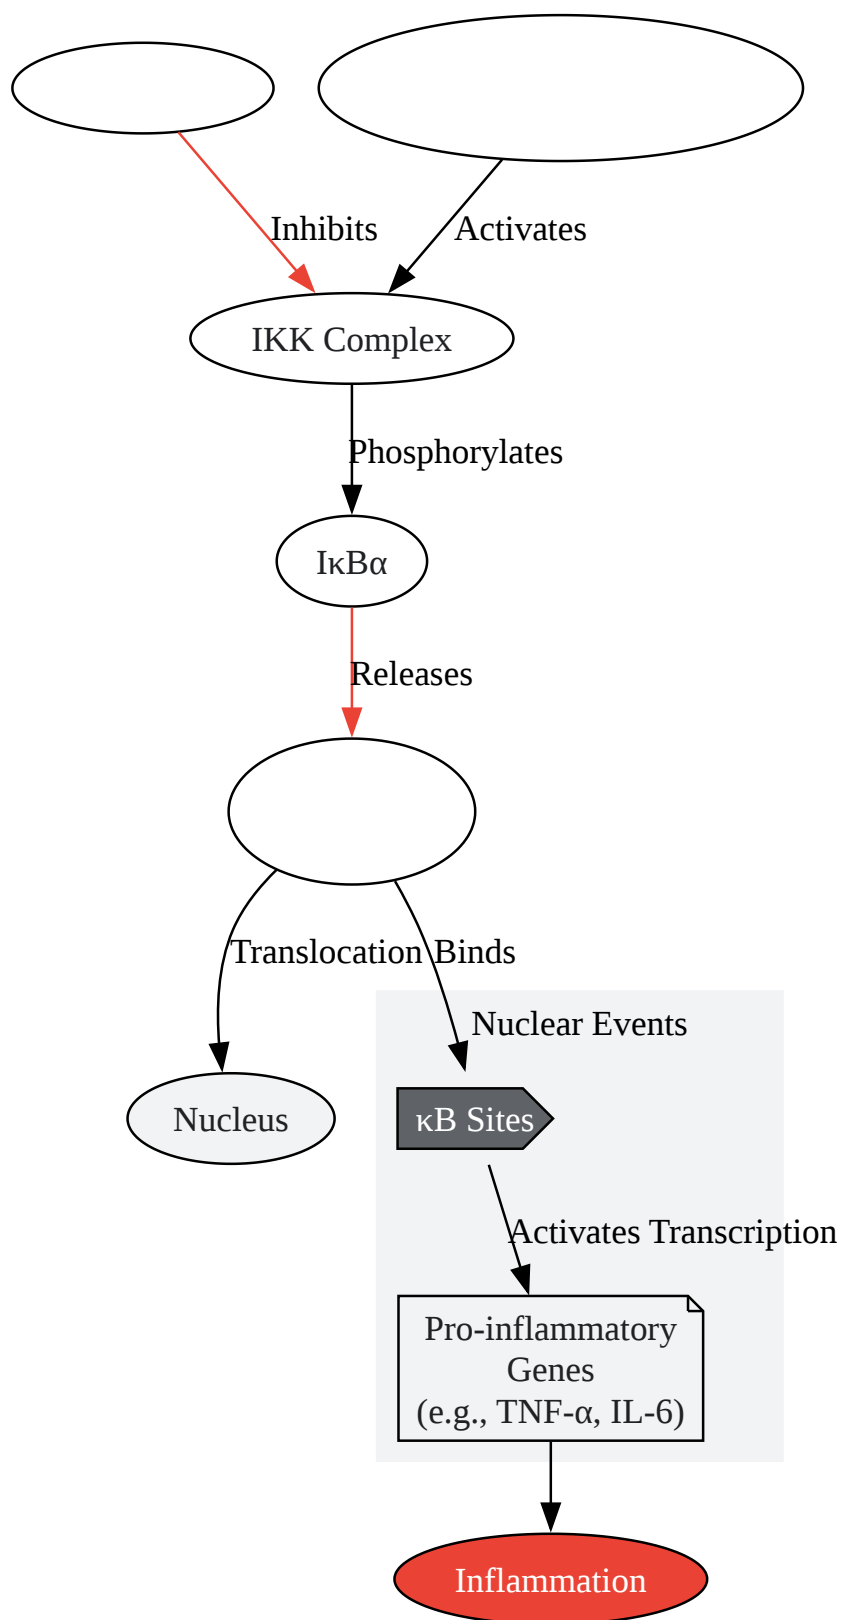 Inhibits
Activates
IKK Complex
Phosphorylates
IκBα
Releases
Translocation
Binds
Nuclear Events
Nucleus
κB Sites
Activates Transcription
Pro-inflammatory
Genes
(e.g., TNF-α, IL-6)
Inflammation